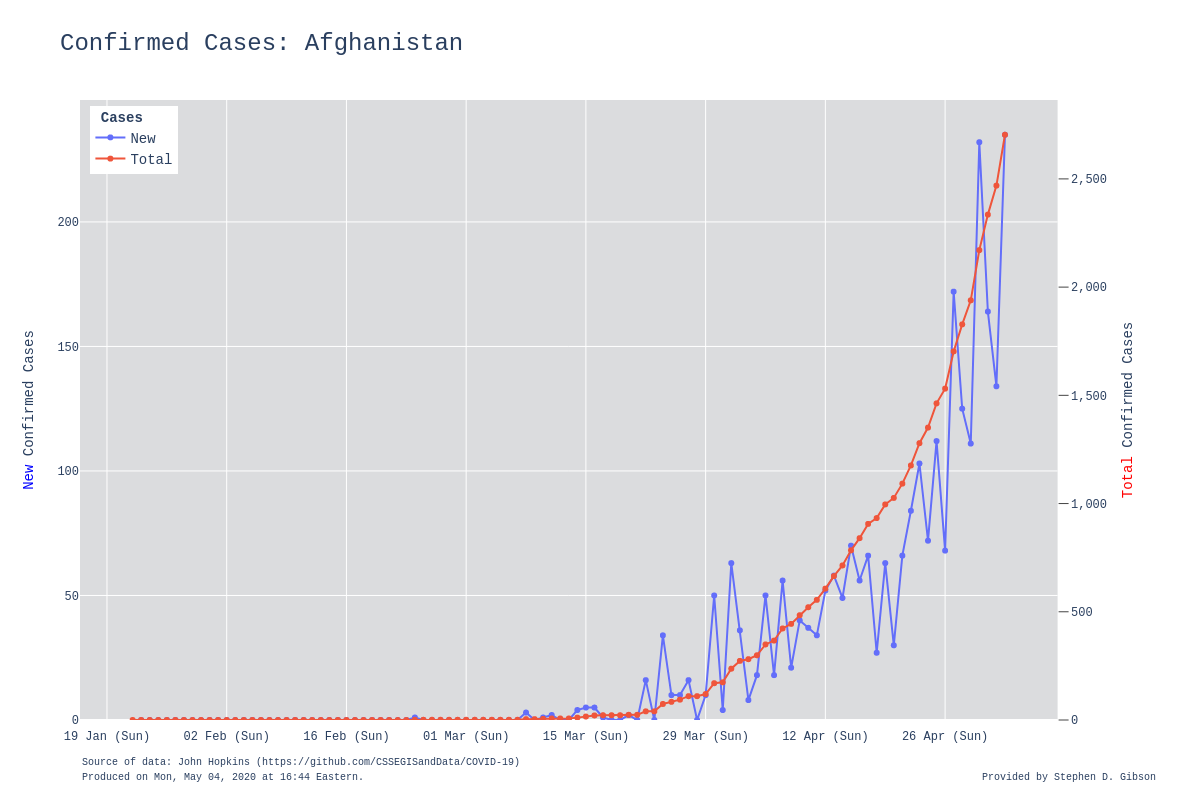 Confirmed Cases: Afghanistan
Cases
New
Total
200
150
100
50
0
2,500
2,000
1,500
1,000
500
0
New Confirmed Cases
Total Confirmed Cases
19 Jan (Sun)
02 Feb (Sun)
16 Feb (Sun)
01 Mar (Sun)
15 Mar (Sun)
29 Mar (Sun)
12 Apr (Sun)
26 Apr (Sun)
Source of data: John Hopkins (https://github.com/CSSEGISandData/COVID-19)
Produced on Mon, May 04, 2020 at 16:44 Eastern.
Provided by Stephen D. Gibson